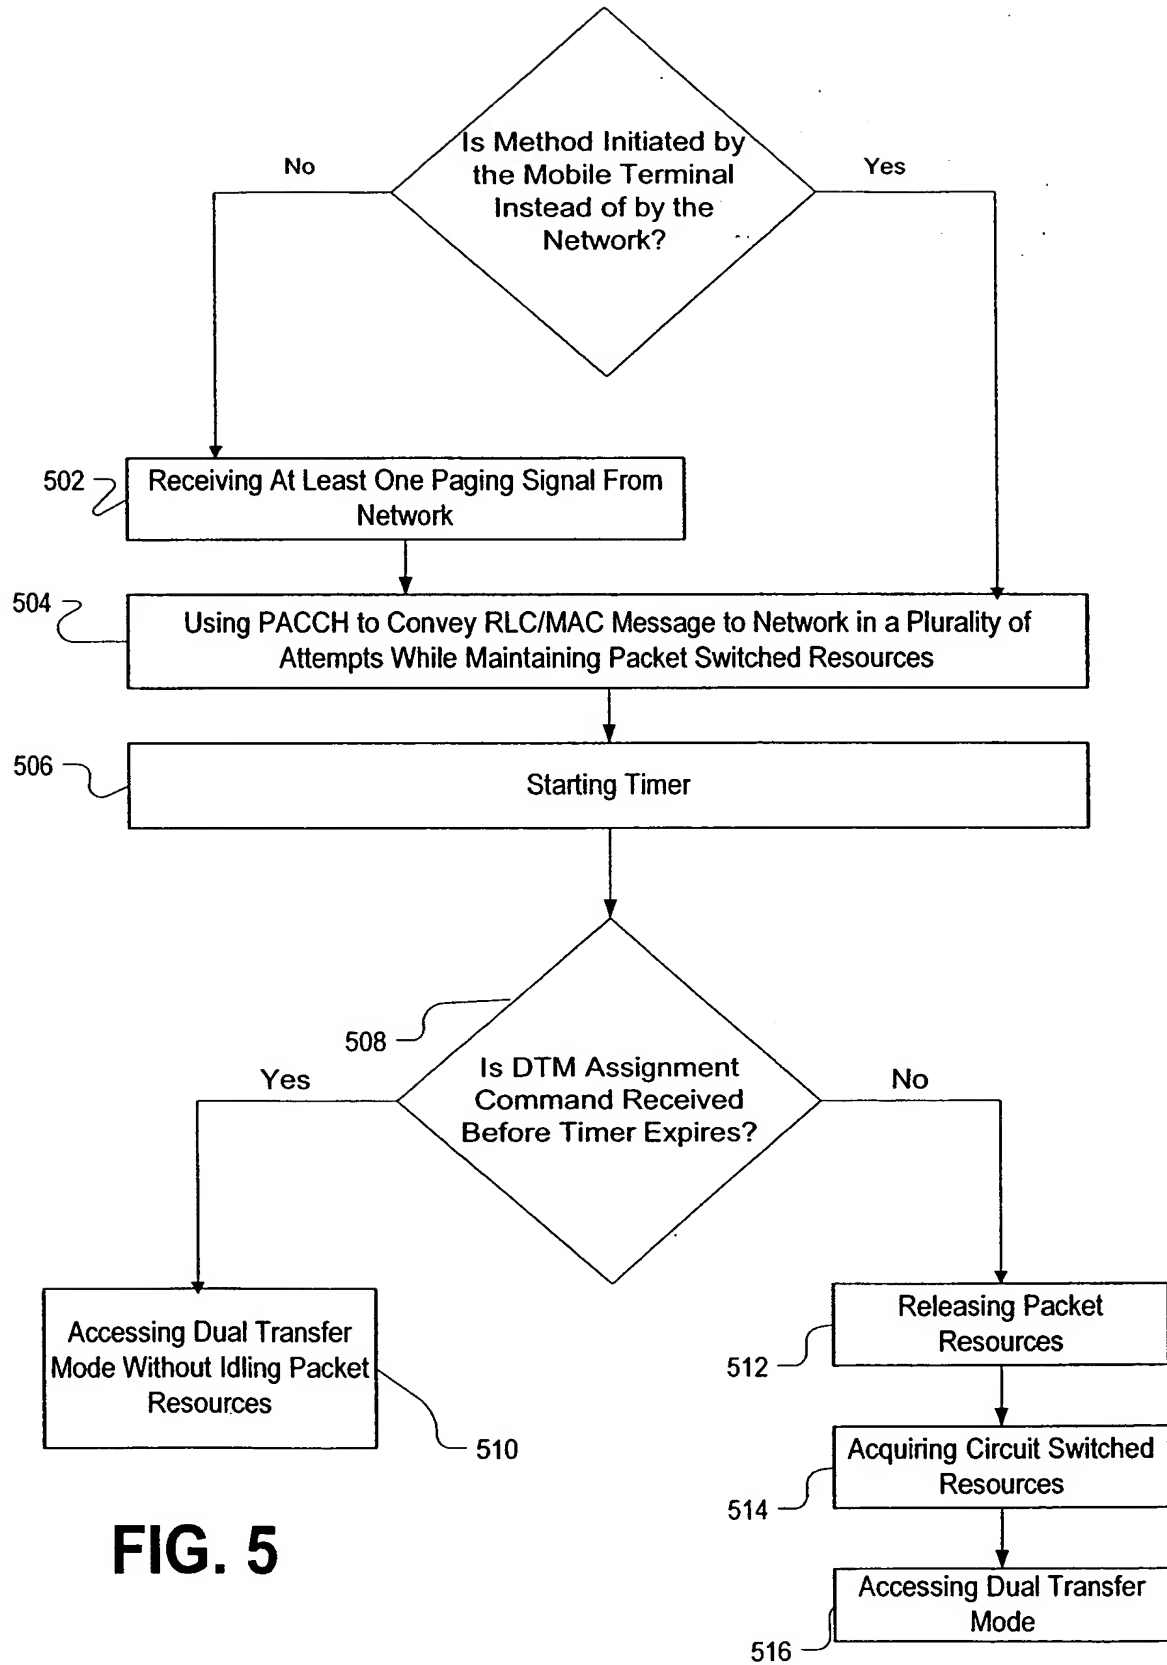 Is Method Initiated by
the Mobile Terminal
Instead of by the
Network?
No
Yes
502
Receiving At Least One Paging Signal From
Network
504
Using PACCH to Convey RLC/MAC Message to Network in a Plurality of
Attempts While Maintaining Packet Switched Resources
506
Starting Timer
508
Is DTM Assignment
Command Received
Before Timer Expires?
Yes
No
Accessing Dual Transfer
Mode Without Idling Packet
Resources
510
Releasing Packet
Resources
512
Acquiring Circuit Switched
Resources
514
Accessing Dual Transfer
Mode
516
FIG. 5